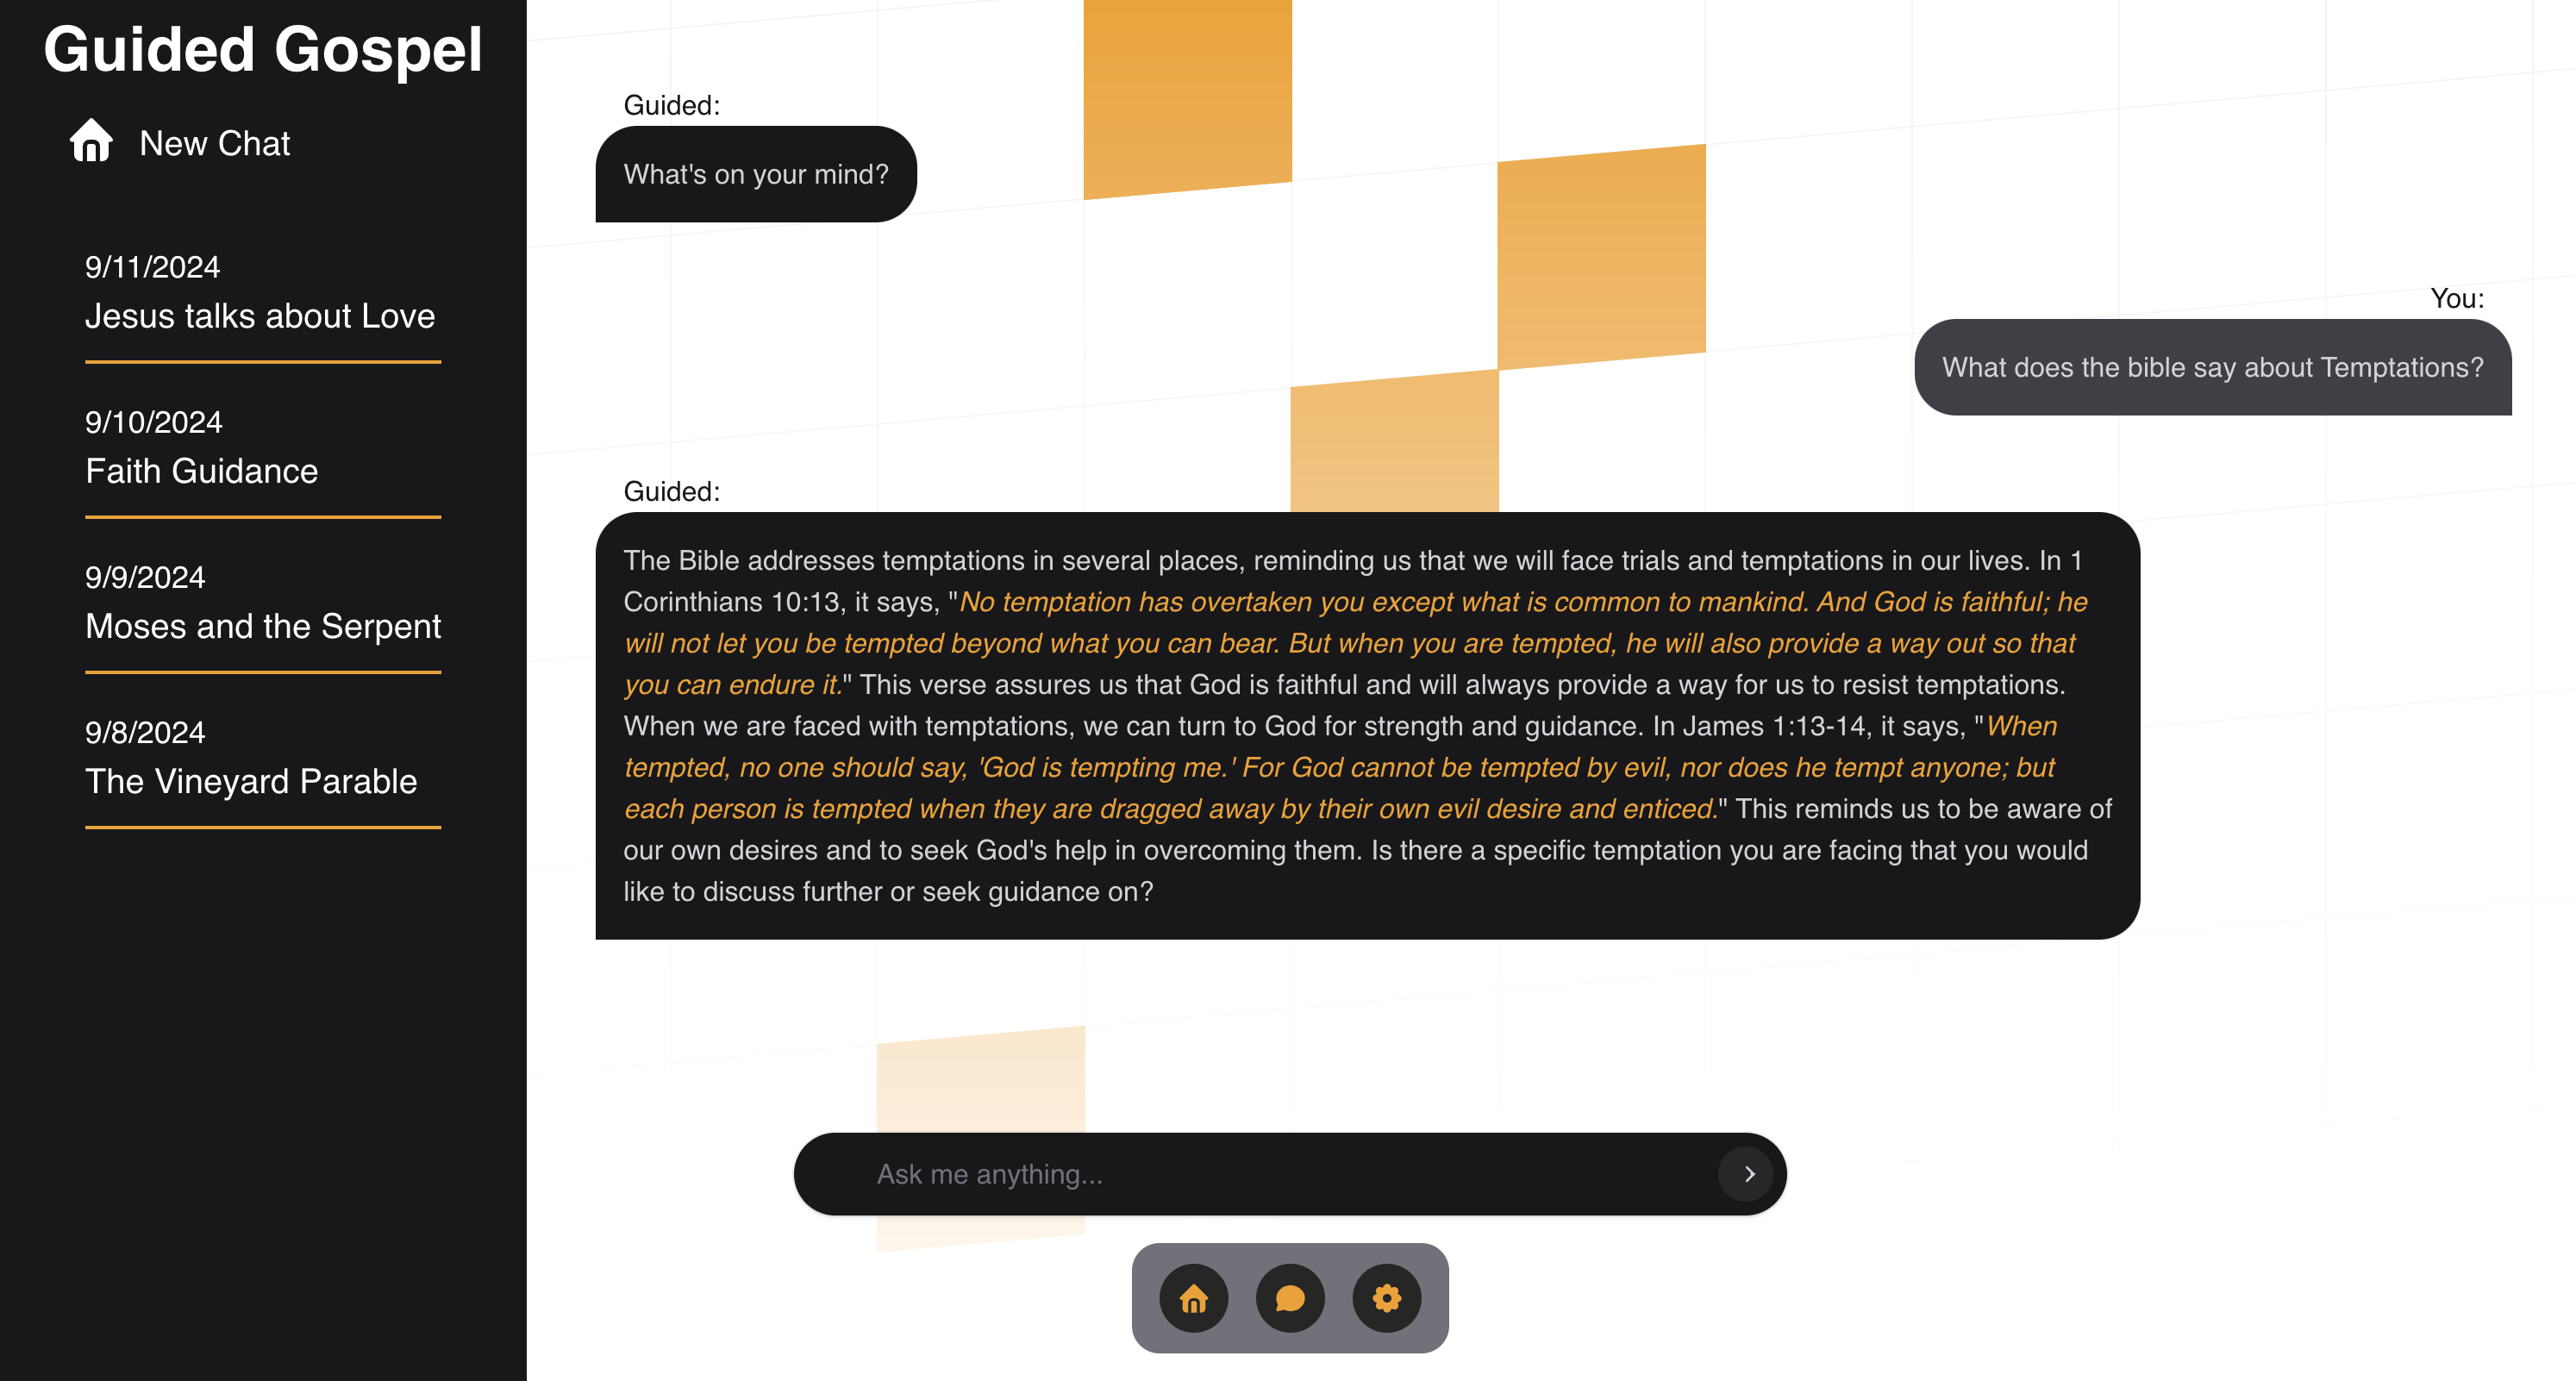 Guided Gospel
New Chat
9/11/2024
Jesus talks about Love
9/10/2024
Faith Guidance
9/9/2024
Moses and the Serpent
9/8/2024
The Vineyard Parable
Guided:
What's on your mind?
You:
What does the bible say about Temptations?
Guided:
The Bible addresses temptations in several places, reminding us that we will face trials and temptations in our lives. In 1
Corinthians 10:13, it says, "No temptation has overtaken you except what is common to mankind. And God is faithful; he
will not let you be tempted beyond what you can bear. But when you are tempted, he will also provide a way out so that
you can endure it." This verse assures us that God is faithful and will always provide a way for us to resist temptations.
When we are faced with temptations, we can turn to God for strength and guidance. In James 1:13-14, it says, "When
tempted, no one should say, 'God is tempting me.' For God cannot be tempted by evil, nor does he tempt anyone; but
each person is tempted when they are dragged away by their own evil desire and enticed." This reminds us to be aware of
our own desires and to seek God's help in overcoming them. Is there a specific temptation you are facing that you would
like to discuss further or seek guidance on?
Ask me anything...